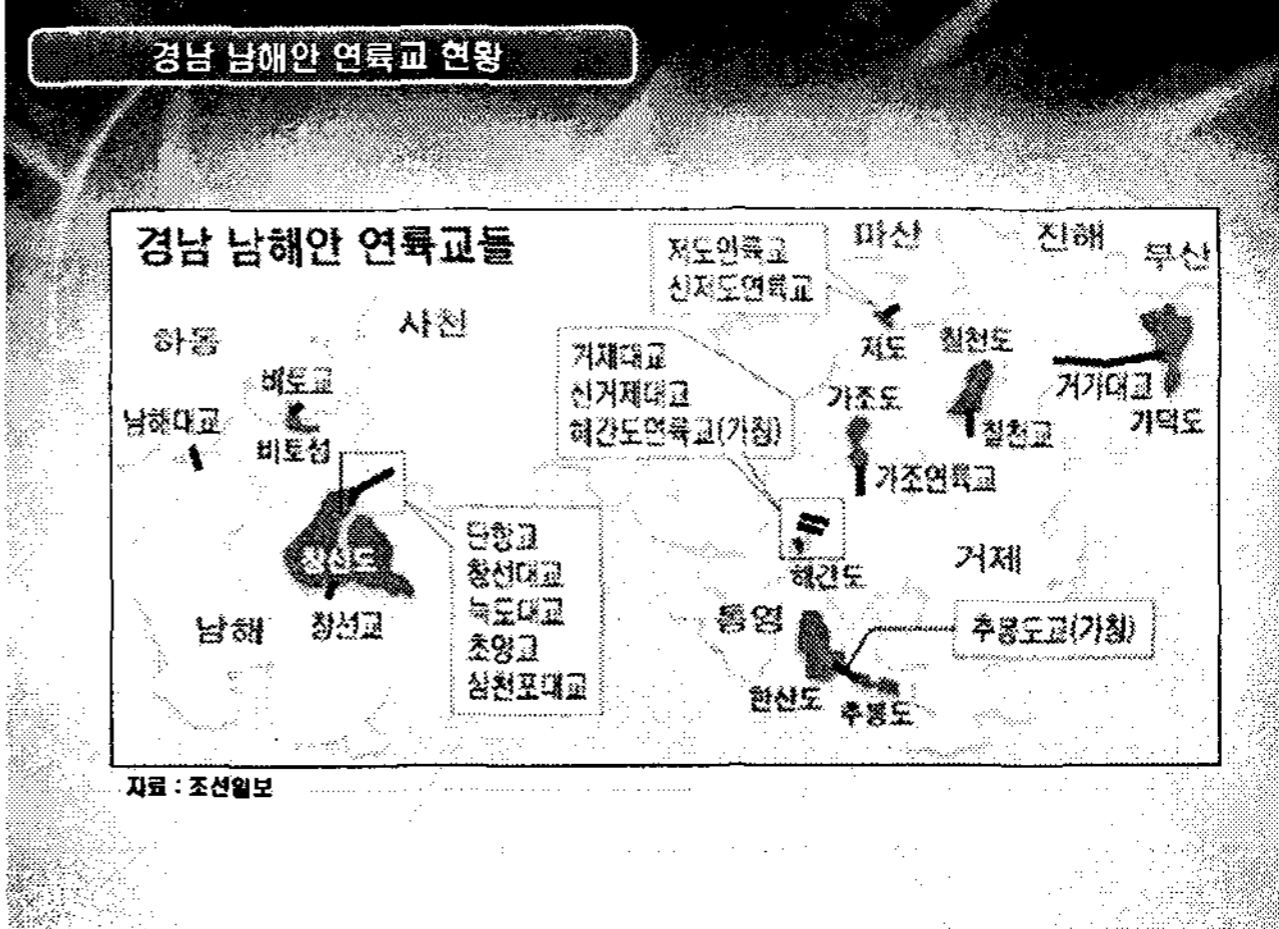 경남 남해안 연륙교 현황
경남 남해안 연륙교들
저도연륙교
신저도연륙교
마산
진해
부산
하동
사천
거제대교
신거제대교
해간도연륙교(가칭)
저도
칠천도
거가대교
가덕도
비토교
남해대교
비토섬
가조도
칠천교
가조연륙교
창선도
단항교
창선대교
늑도대교
초양교
삼천포대교
해간도
거제
남해
창선교
통영
추봉도교(가칭)
한산도
추봉도
자료 : 조선일보